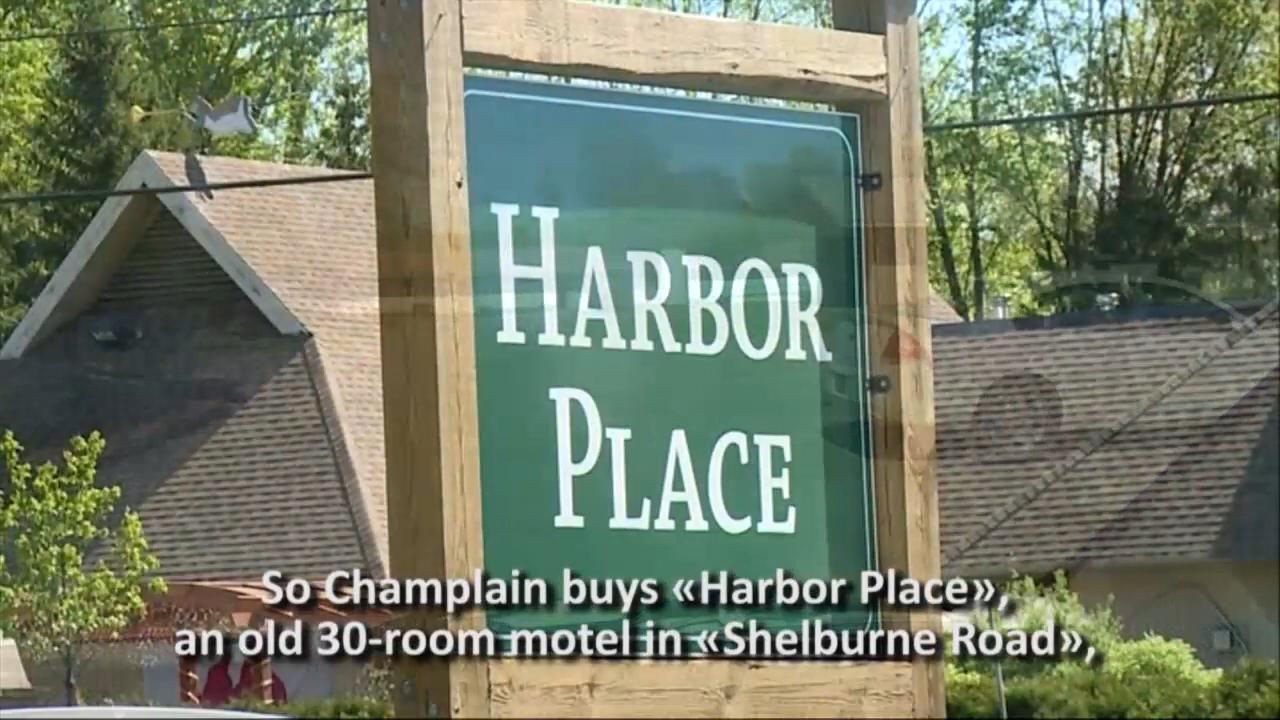 HARBOR
PLACE
So Champlain buys «Harbor Place»,
an old 30-room motel in «Shelburne Road»,